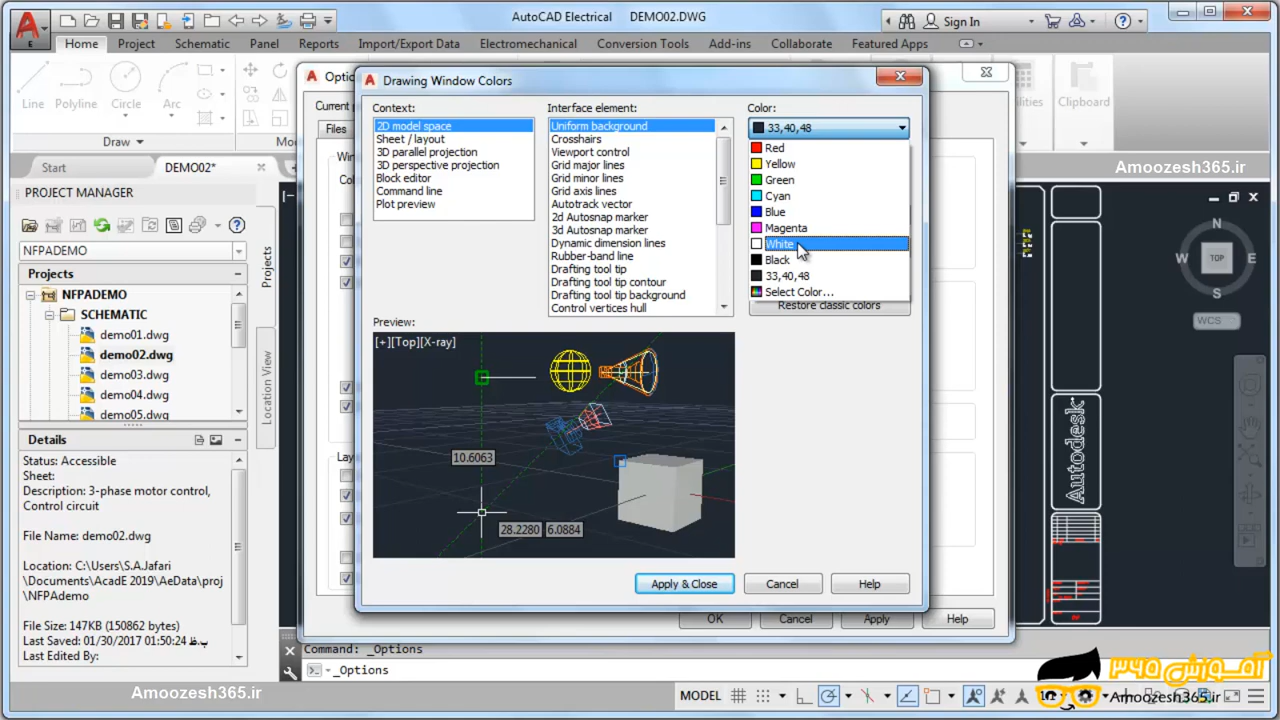 AutoCAD Electrical DEMO02.DWG
Sign In
A
E
Home Project Schematic Panel Reports Import/Export Data Electromechanical Conversion Tools Add-ins Collaborate Featured Apps
Line Polyline Circle Arc
Draw
Clipboard
Start
DEMO02*
Amoozesh365.ir
PROJECT MANAGER
NFPADEMO
Projects
NFPADEMO
SCHEMATIC
demo01.dwg
demo02.dwg
demo03.dwg
demo04.dwg
demo05.dwg
Projects
Location View
Details
Status: Accessible
Sheet:
Description: 3-phase motor control,
Control circuit
File Name: demo02.dwg
Location: C:\Users\S.A.Jafari
\Documents\AcadE 2019\AeData\proj
\NFPAdemo
File Size: 147KB (150862 bytes)
Last Saved: 01/30/2017 01:50:24 ب.ظ
Last Edited By:
Files
Drawing Window Colors
Context:
2D model space
Sheet / layout
3D parallel projection
3D perspective projection
Block editor
Command line
Plot preview
Interface element:
Uniform background
Crosshairs
Viewport control
Grid major lines
Grid minor lines
Grid axis lines
Autotrack vector
2d Autosnap marker
3d Autosnap marker
Dynamic dimension lines
Rubber-band line
Drafting tool tip
Drafting tool tip contour
Drafting tool tip background
Control vertices hull
Color:
33,40,48
Red
Yellow
Green
Cyan
Blue
Magenta
White
Black
33,40,48
Select Color...
Restore classic colors
Preview:
[+][Top][X-ray]
10.6063
28.2280 6.0884
Apply & Close Cancel Help
OK Cancel Apply Help
N
W TOP E
S
WCS
Autodesk
Command: _Options
_Options
Amoozesh365.ir
MODEL
آموزش ۳۶۵
Amoozesh365.ir